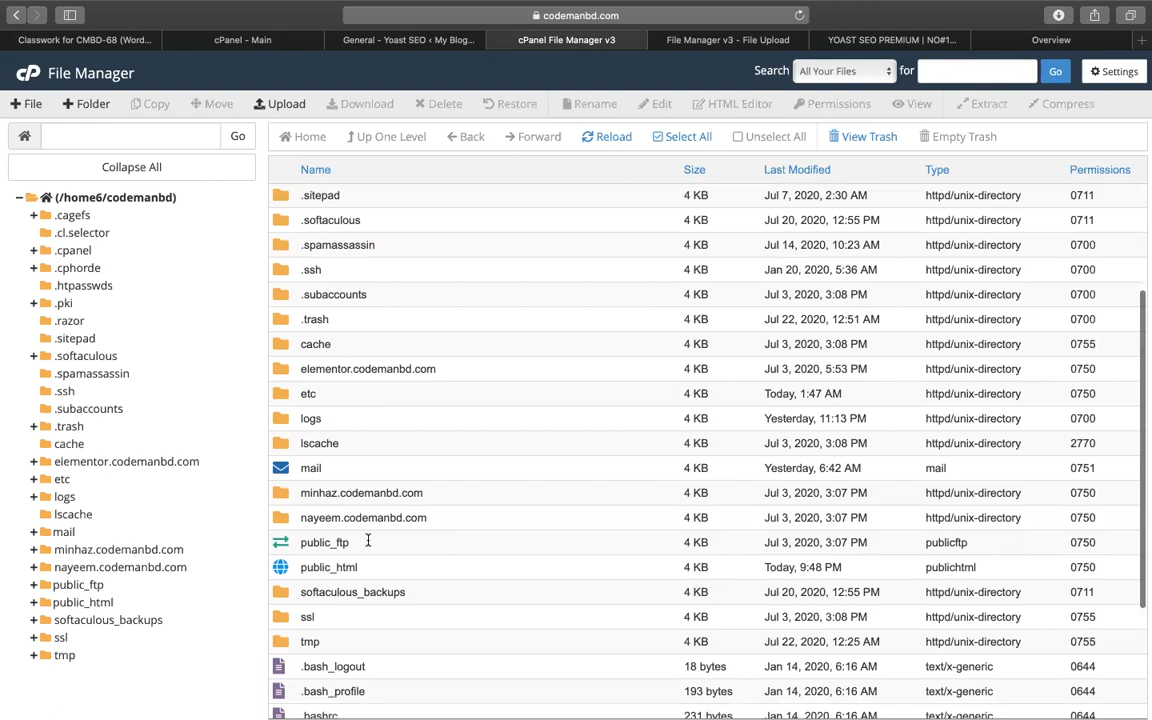 codemanbd.com
Classwork for CMBD-68 (Word... cPanel - Main General - Yoast SEO ‹ My Blog... cPanel File Manager v3 File Manager v3 - File Upload YOAST SEO PREMIUM | NO#1... Overview
cP File Manager Search All Your Files for Go Settings
+ File + Folder Copy Move Upload Download Delete Restore Rename Edit HTML Editor Permissions View Extract Compress
Go Home Up One Level Back Forward Reload Select All Unselect All View Trash Empty Trash
Collapse All
Name Size Last Modified Type Permissions
(/home6/codemanbd)
.cagefs
.cl.selector
.cpanel
.cphorde
.htpasswds
.pki
.razor
.sitepad
.softaculous
.spamassassin
.ssh
.subaccounts
.trash
cache
elementor.codemanbd.com
etc
logs
lscache
mail
minhaz.codemanbd.com
nayeem.codemanbd.com
public_ftp
public_html
softaculous_backups
ssl
tmp
.sitepad 4 KB Jul 7, 2020, 2:30 AM httpd/unix-directory 0711
.softaculous 4 KB Jul 20, 2020, 12:55 PM httpd/unix-directory 0711
.spamassassin 4 KB Jul 14, 2020, 10:23 AM httpd/unix-directory 0700
.ssh 4 KB Jan 20, 2020, 5:36 AM httpd/unix-directory 0700
.subaccounts 4 KB Jul 3, 2020, 3:08 PM httpd/unix-directory 0700
.trash 4 KB Jul 22, 2020, 12:51 AM httpd/unix-directory 0700
cache 4 KB Jul 3, 2020, 3:08 PM httpd/unix-directory 0755
elementor.codemanbd.com 4 KB Jul 3, 2020, 5:53 PM httpd/unix-directory 0750
etc 4 KB Today, 1:47 AM httpd/unix-directory 0750
logs 4 KB Yesterday, 11:13 PM httpd/unix-directory 0700
lscache 4 KB Jul 3, 2020, 3:08 PM httpd/unix-directory 2770
mail 4 KB Yesterday, 6:42 AM mail 0751
minhaz.codemanbd.com 4 KB Jul 3, 2020, 3:07 PM httpd/unix-directory 0750
nayeem.codemanbd.com 4 KB Jul 3, 2020, 3:07 PM httpd/unix-directory 0750
public_ftp 4 KB Jul 3, 2020, 3:07 PM publicftp 0750
public_html 4 KB Today, 9:48 PM publichtml 0750
softaculous_backups 4 KB Jul 20, 2020, 12:55 PM httpd/unix-directory 0711
ssl 4 KB Jul 3, 2020, 3:08 PM httpd/unix-directory 0755
tmp 4 KB Jul 22, 2020, 12:25 AM httpd/unix-directory 0755
.bash_logout 18 bytes Jan 14, 2020, 6:16 AM text/x-generic 0644
.bash_profile 193 bytes Jan 14, 2020, 6:16 AM text/x-generic 0644
.bashrc 231 bytes Jan 14, 2020, 6:16 AM text/x-generic 0644